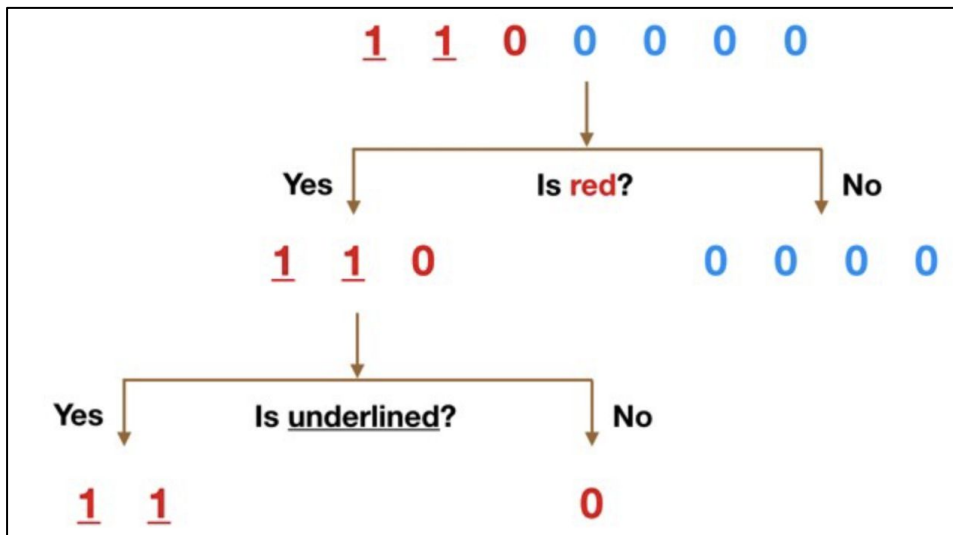 1 1 0 0 0 0 0
Yes Is red? No
1 1 0 0 0 0 0
Yes Is underlined? No
1 1 0